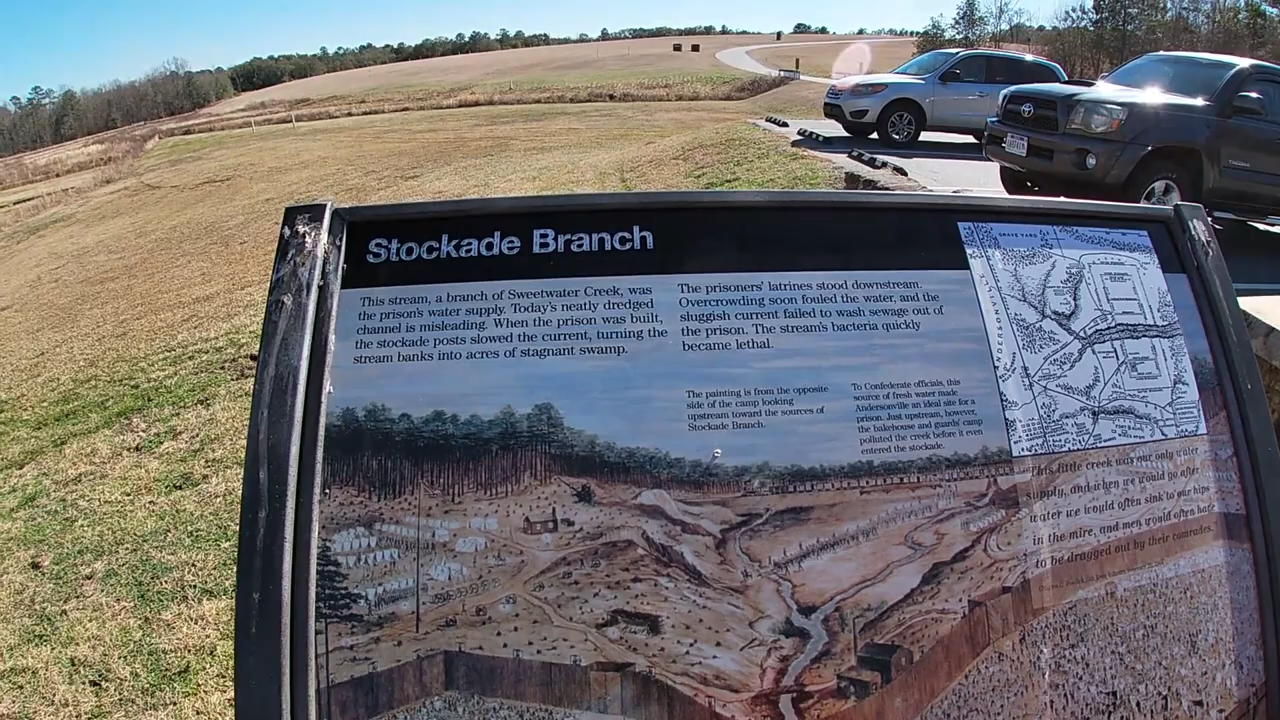 Stockade Branch
This stream, a branch of Sweetwater Creek, was
the prison's water supply. Today's neatly dredged
channel is misleading. When the prison was built,
the stockade posts slowed the current, turning the
stream banks into acres of stagnant swamp.
The prisoners' latrines stood downstream.
Overcrowding soon fouled the water, and the
sluggish current failed to wash sewage out of
the prison. The stream's bacteria quickly
became lethal.
The painting is from the opposite
side of the camp looking
upstream toward the sources of
Stockade Branch.
To Confederate officials, this
source of fresh water made
Andersonville an ideal site for a
prison. Just upstream, however,
the bakehouse and guards' camp
polluted the creek before it even
entered the stockade.
GRAVE YARD
ANDERSONVILLE
This little creek was our only water
supply, and when we would go after
water we would often sink to our hips
in the mire, and men would often have
to be dragged out by their comrades.